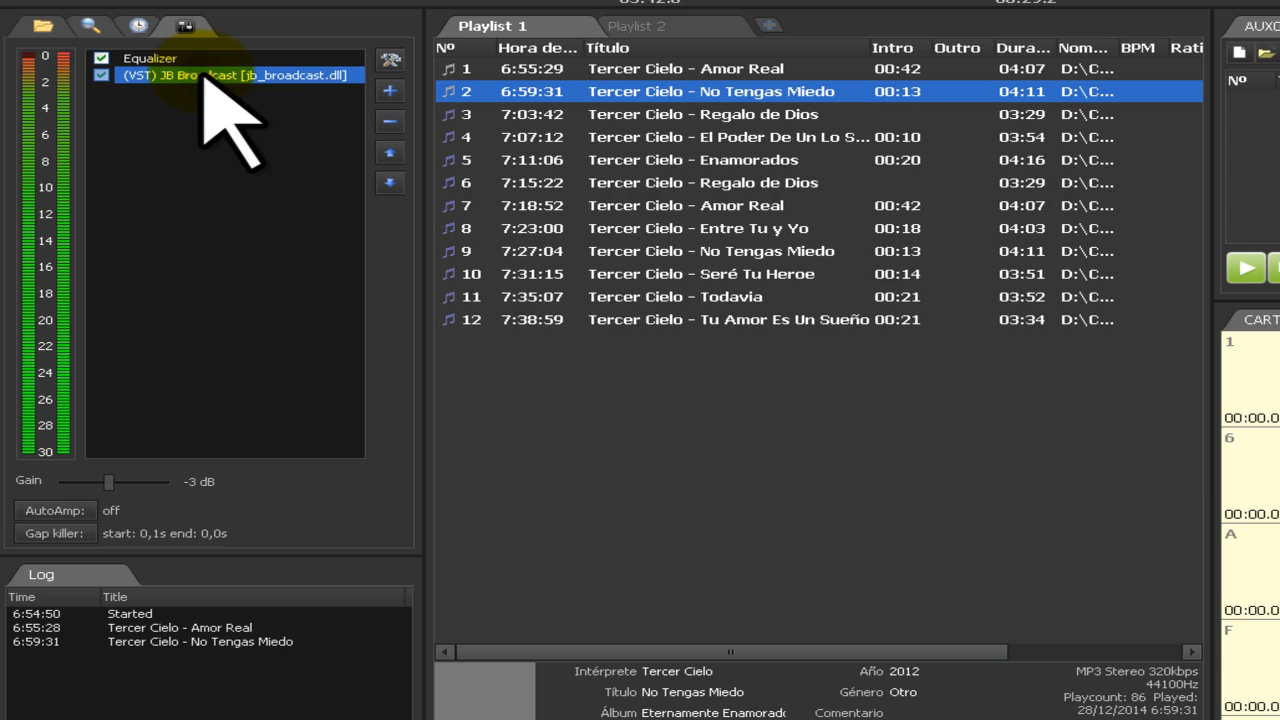 Equalizer
(VST) JB Broadcast [jb_broadcast.dll]
0
2
4
6
8
10
12
14
16
18
20
22
24
26
28
30
Gain -3 dB
AutoAmp: off
Gap killer: start: 0,1s end: 0,0s
Log
Time Title
6:54:50 Started
6:55:28 Tercer Cielo - Amor Real
6:59:31 Tercer Cielo - No Tengas Miedo
Playlist 1 Playlist 2
Nº Hora de... Título Intro Outro Dura... Nom... BPM Rati
6:55:29 Tercer Cielo - Amor Real 00:42 04:07 D:\C...
2 6:59:31 Tercer Cielo - No Tengas Miedo 00:13 04:11 D:\C...
3 7:03:42 Tercer Cielo - Regalo de Dios 03:29 D:\C...
4 7:07:12 Tercer Cielo - El Poder De Un Lo S... 00:10 03:54 D:\C...
5 7:11:06 Tercer Cielo - Enamorados 00:20 04:16 D:\C...
6 7:15:22 Tercer Cielo - Regalo de Dios 03:29 D:\C...
7 7:18:52 Tercer Cielo - Amor Real 00:42 04:07 D:\C...
8 7:23:00 Tercer Cielo - Entre Tu y Yo 00:18 04:03 D:\C...
9 7:27:04 Tercer Cielo - No Tengas Miedo 00:13 04:11 D:\C...
10 7:31:15 Tercer Cielo - Sere Tu Heroe 00:14 03:51 D:\C...
11 7:35:07 Tercer Cielo - Todavia 00:21 03:52 D:\C...
12 7:38:59 Tercer Cielo - Tu Amor Es Un Sueño 00:21 03:34 D:\C...
Intérprete Tercer Cielo Año 2012
Título No Tengas Miedo Género Otro
Álbum Eternamente Enamorad Comentario
MP3 Stereo 320kbps
44100Hz
Playcount: 86 Played:
28/12/2014 6:59:31
AUXO
Nº
CART
1
00:00.0
6
00:00.0
A
00:00.0
F
00:00.0